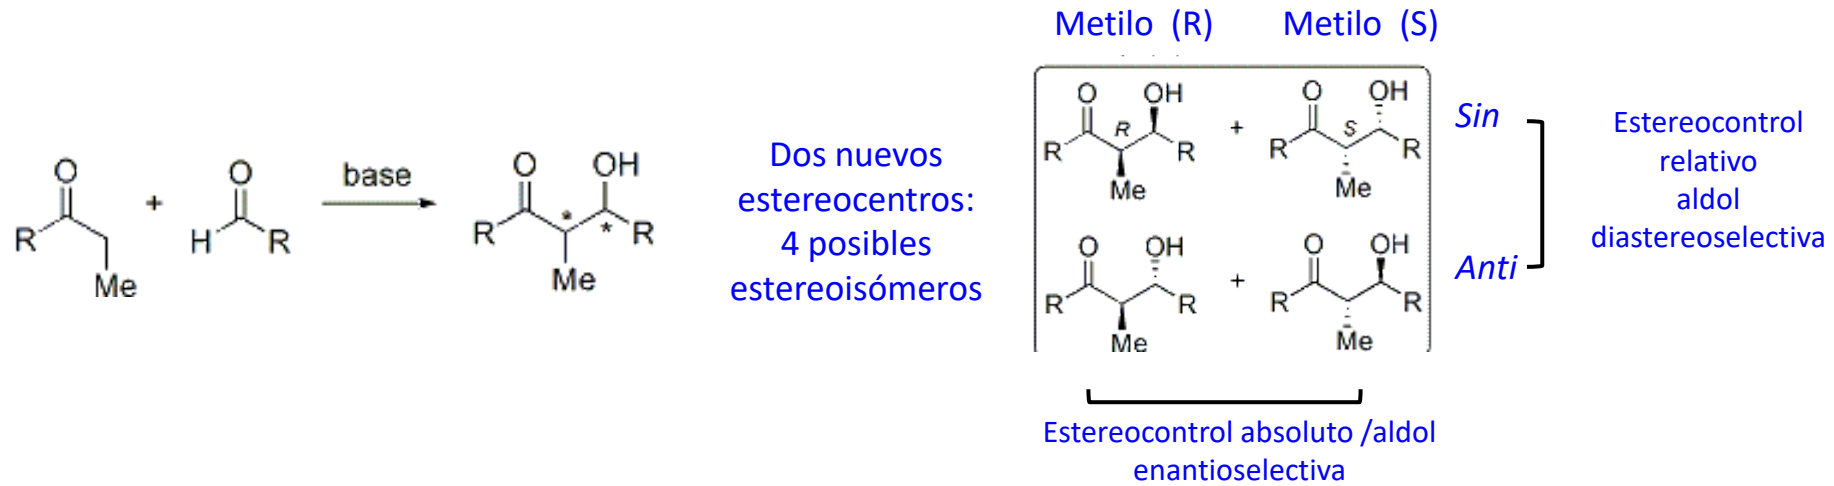 Metilo (R) Metilo (S)
O OH O OH
R R S R
R R
Me Me
+
Sin
O
R
Me
+
O
H R
base
O OH
R * * R
Me
Dos nuevos
estereocentros:
4 posibles
estereoisómeros
O OH O OH
R R + R R
Me Me
Anti
Estereocontrol
relativo
aldol
diastereoselectiva
Estereocontrol absoluto /aldol
enantioselectiva